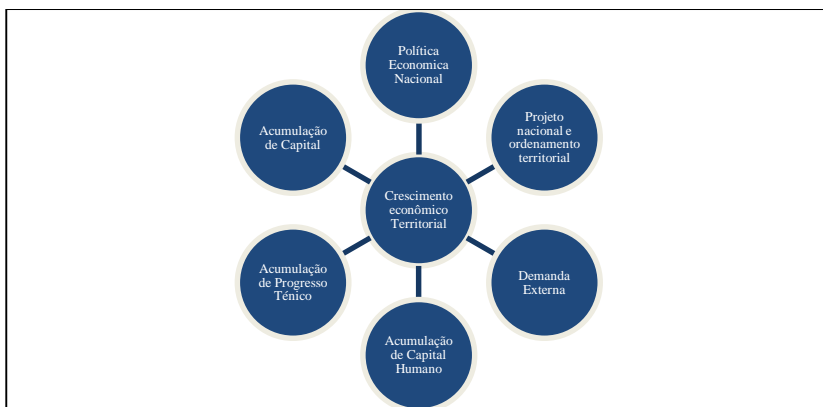 Política
Economica
Nacional
Projeto
nacional e
ordenamento
territorial
Acumulação
de Capital
Crescimento
econômico
Territorial
Acumulação
de Progresso
Ténico
Demanda
Externa
Acumulação
de Capital
Humano